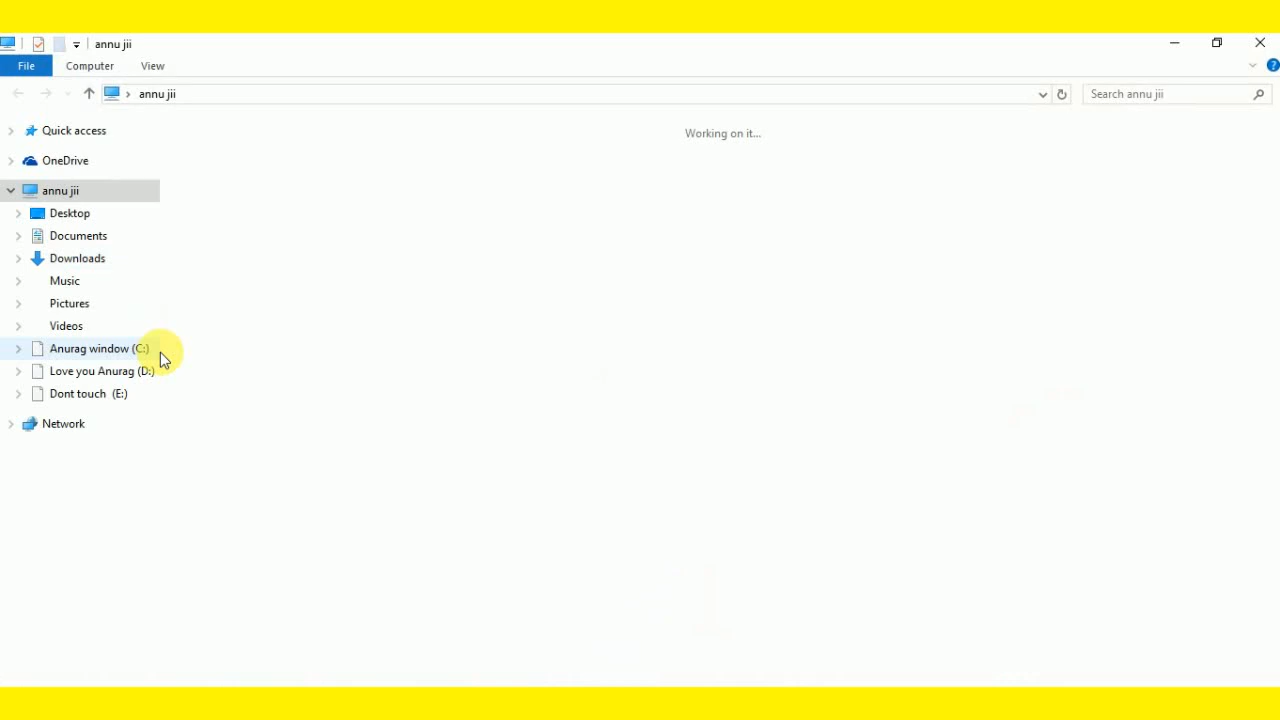 annu jii
File Computer View
annu jii
Search annu jii
Working on it...
Quick access
OneDrive
annu jii
Desktop
Documents
Downloads
Music
Pictures
Videos
Anurag window (C:)
Love you Anurag (D:)
Dont touch (E:)
Network